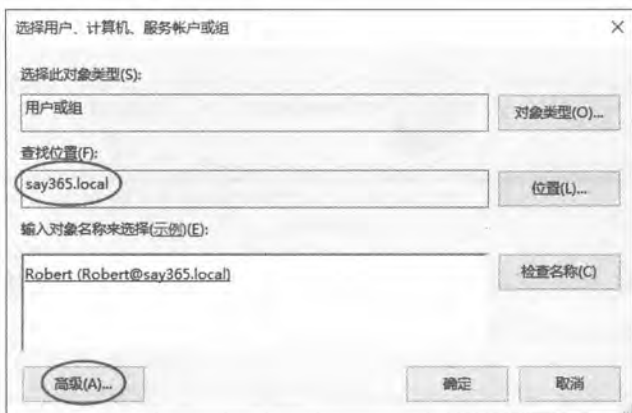 选择用户、计算机、服务帐户或组
选择此对象类型(S):
用户或组
对象类型(O)...
查找位置(F):
say365.local
位置(L)...
输入对象名称来选择(示例)(E):
Robert (Robert@say365.local)
检查名称(C)
高级(A)...
确定
取消